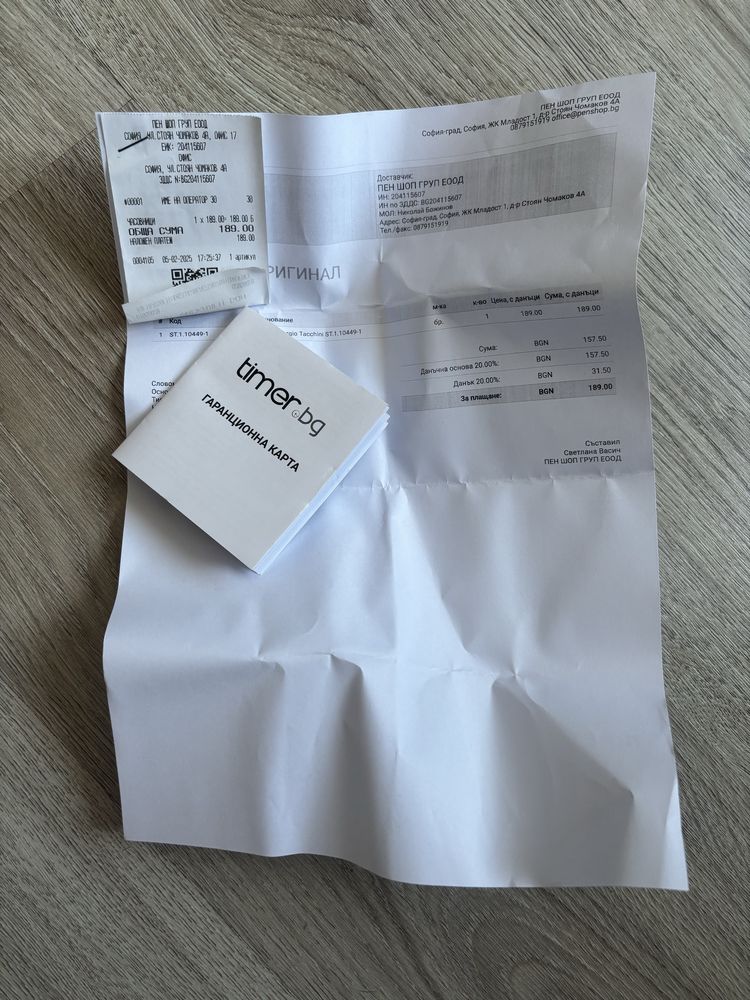 ПЕН ШОП ГРУП ЕООД
СОФИЯ, УЛ.СТОЯН ЧОМАКОВ 4А, ОФИС 17
ЕИК: 204115607
ОФИС
СОФИЯ, УЛ.СТОЯН ЧОМАКОВ 4А
ЗДДС N:BG204115607
#00001 ИМЕ НА ОПЕРАТОР 30 30
ЧАСОВНИЦИ 1 x 189.00= 189.00 Б
ОБЩА СУМА 189.00
НАЛОЖЕН ПЛАТЕЖ 189.00
0004105 05-02-2025 17:25:37 1 артикул
ПЕН ШОП ГРУП ЕООД
София-град, София, ЖК Младост 1, д-р Стоян Чомаков 4А
0879151919 office@penshop.bg
Доставчик:
ПЕН ШОП ГРУП ЕООД
ИН: 204115607
ИН по ЗДДС: BG204115607
МОЛ: Николай Божинов
Адрес: София-град, София, ЖК Младост 1, д-р Стоян Чомаков 4А
Тел./факс: 0879151919
РИГИНАЛ
# Код нование м-ка к-во Цена, с данъци Сума, с данъци
1 ST.1.10449-1 rgio Tacchini ST.1.10449-1 бр. 1 189.00 189.00
Сума: BGN 157.50
Данъчна основа 20.00%: BGN 157.50
Данък 20.00%: BGN 31.50
За плащане: BGN 189.00
Словом
Осно
Съставил
Светлана Васич
ПЕН ШОП ГРУП ЕООД
timer.bg
ГАРАНЦИОННА КАРТА